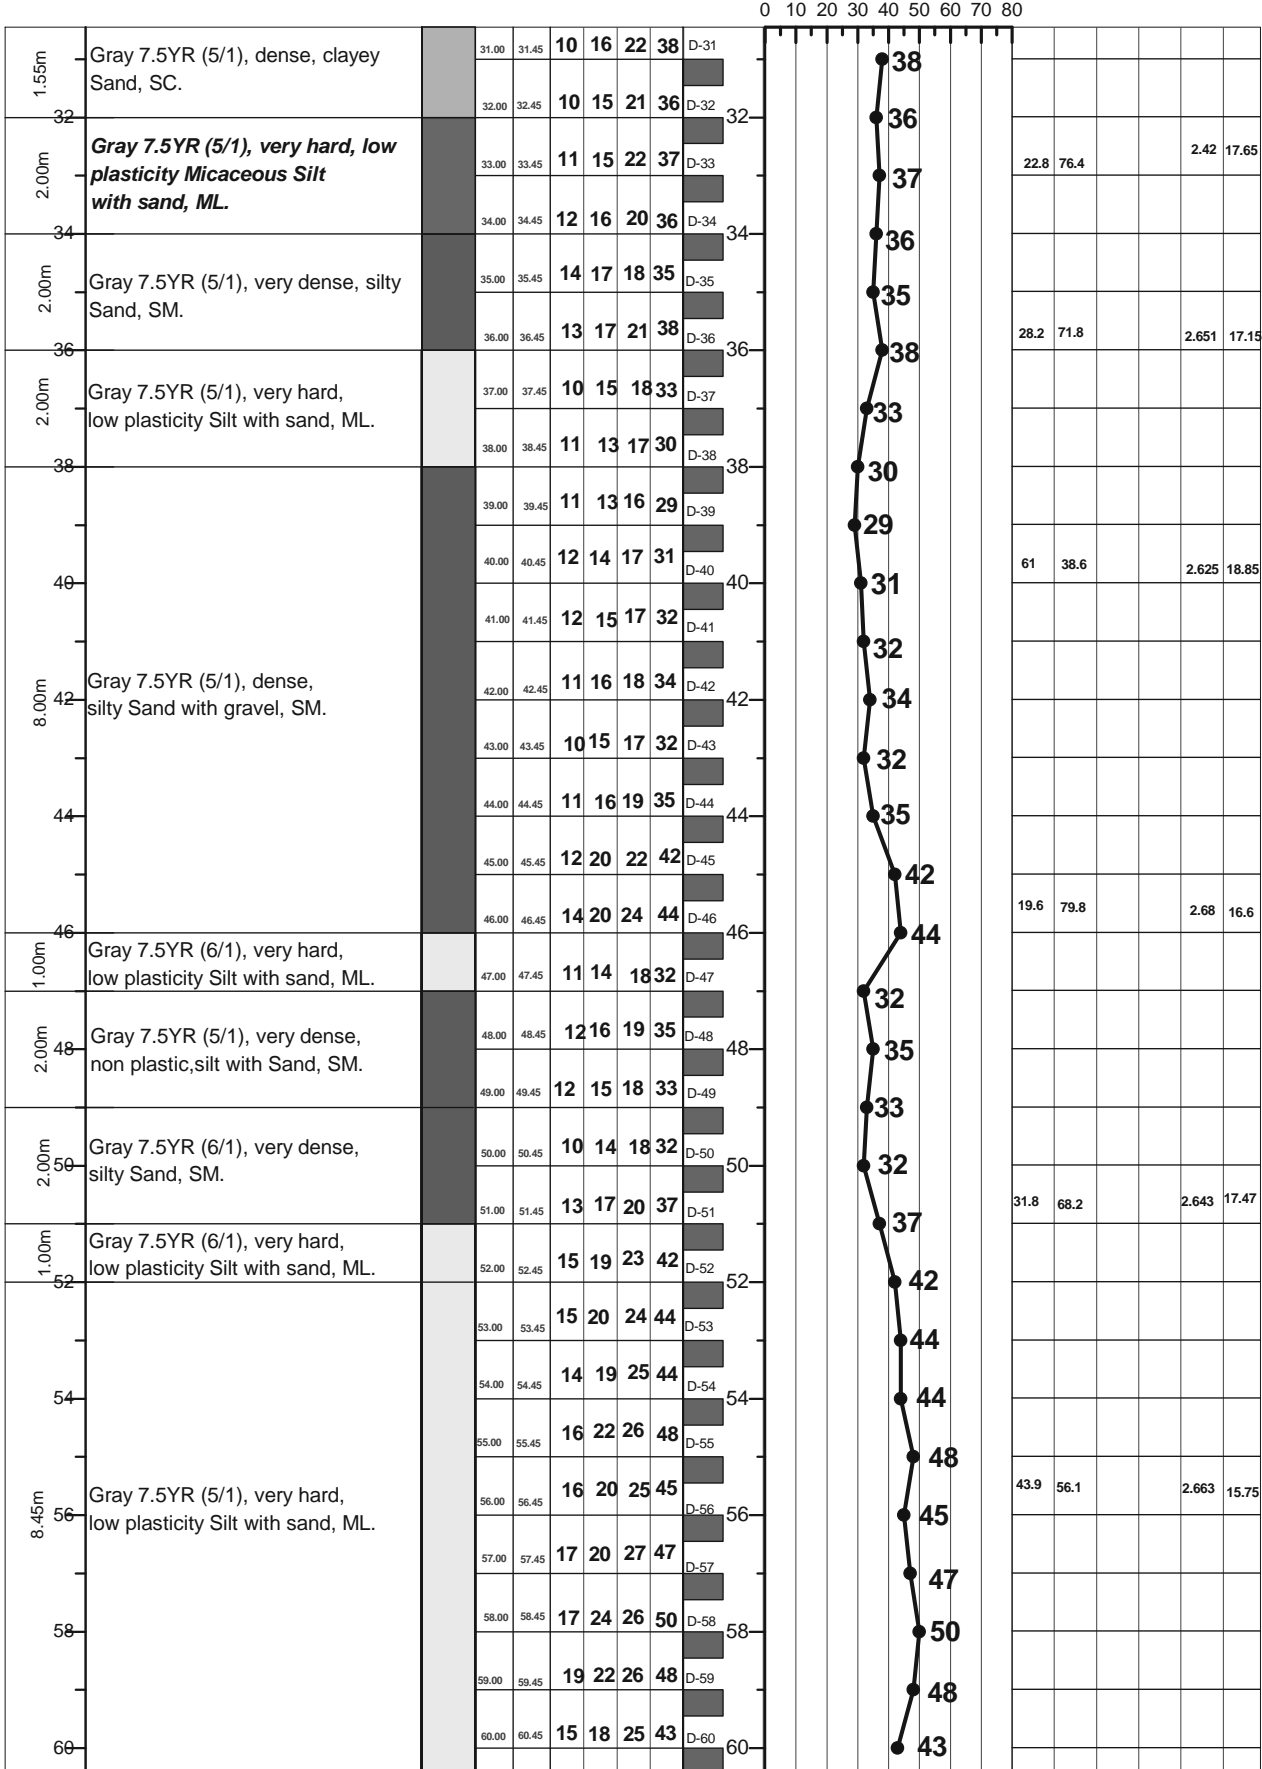 0 10 20 30 40 50 60 70 80
1.55m
Gray 7.5YR (5/1), dense, clayey
Sand, SC.
31.00 31.45 10 16 22 38 D-31
38
32.00 32.45 10 15 21 36 D-32
32 32
36
2.00m
Gray 7.5YR (5/1), very hard, low
plasticity Micaceous Silt
with sand, ML.
33.00 33.45 11 15 22 37 D-33
37
22.8 76.4 2.42 17.65
34.00 34.45 12 16 20 36 D-34
34 34
36
2.00m
Gray 7.5YR (5/1), very dense, silty
Sand, SM.
35.00 35.45 14 17 18 35 D-35
35
36.00 36.45 13 17 21 38 D-36
28.2 71.8 2.651 17.15
36 36
38
2.00m
Gray 7.5YR (5/1), very hard,
low plasticity Silt with sand, ML.
37.00 37.45 10 15 18 33 D-37
33
38.00 38.45 11 13 17 30 D-38
38 38
30
8.00m
Gray 7.5YR (5/1), dense,
silty Sand with gravel, SM.
39.00 39.45 11 13 16 29 D-39
29
40.00 40.45 12 14 17 31 D-40
61 38.6 2.625 18.85
40 40
31
41.00 41.45 12 15 17 32 D-41
32
42.00 42.45 11 16 18 34 D-42
42 42
34
43.00 43.45 10 15 17 32 D-43
32
44.00 44.45 11 16 19 35 D-44
44 44
35
45.00 45.45 12 20 22 42 D-45
42
46.00 46.45 14 20 24 44 D-46
19.6 79.8 2.68 16.6
46 46
44
1.00m
Gray 7.5YR (6/1), very hard,
low plasticity Silt with sand, ML.
47.00 47.45 11 14 18 32 D-47
32
2.00m
Gray 7.5YR (5/1), very dense,
non plastic,silt with Sand, SM.
48.00 48.45 12 16 19 35 D-48
48 48
35
49.00 49.45 12 15 18 33 D-49
33
2.00m
Gray 7.5YR (6/1), very dense,
silty Sand, SM.
50.00 50.45 10 14 18 32 D-50
50 50
32
51.00 51.45 13 17 20 37 D-51
31.8 68.2 2.643 17.47
37
1.00m
Gray 7.5YR (6/1), very hard,
low plasticity Silt with sand, ML.
52.00 52.45 15 19 23 42 D-52
52 52
42
8.45m
Gray 7.5YR (5/1), very hard,
low plasticity Silt with sand, ML.
53.00 53.45 15 20 24 44 D-53
44
54.00 54.45 14 19 25 44 D-54
54 54
44
55.00 55.45 16 22 26 48 D-55
48
43.9 56.1 2.663 15.75
56.00 56.45 16 20 25 45 D-56
56 56
45
57.00 57.45 17 20 27 47 D-57
47
58.00 58.45 17 24 26 50 D-58
58 58
50
59.00 59.45 19 22 26 48 D-59
48
60.00 60.45 15 18 25 43 D-60
60 60
43